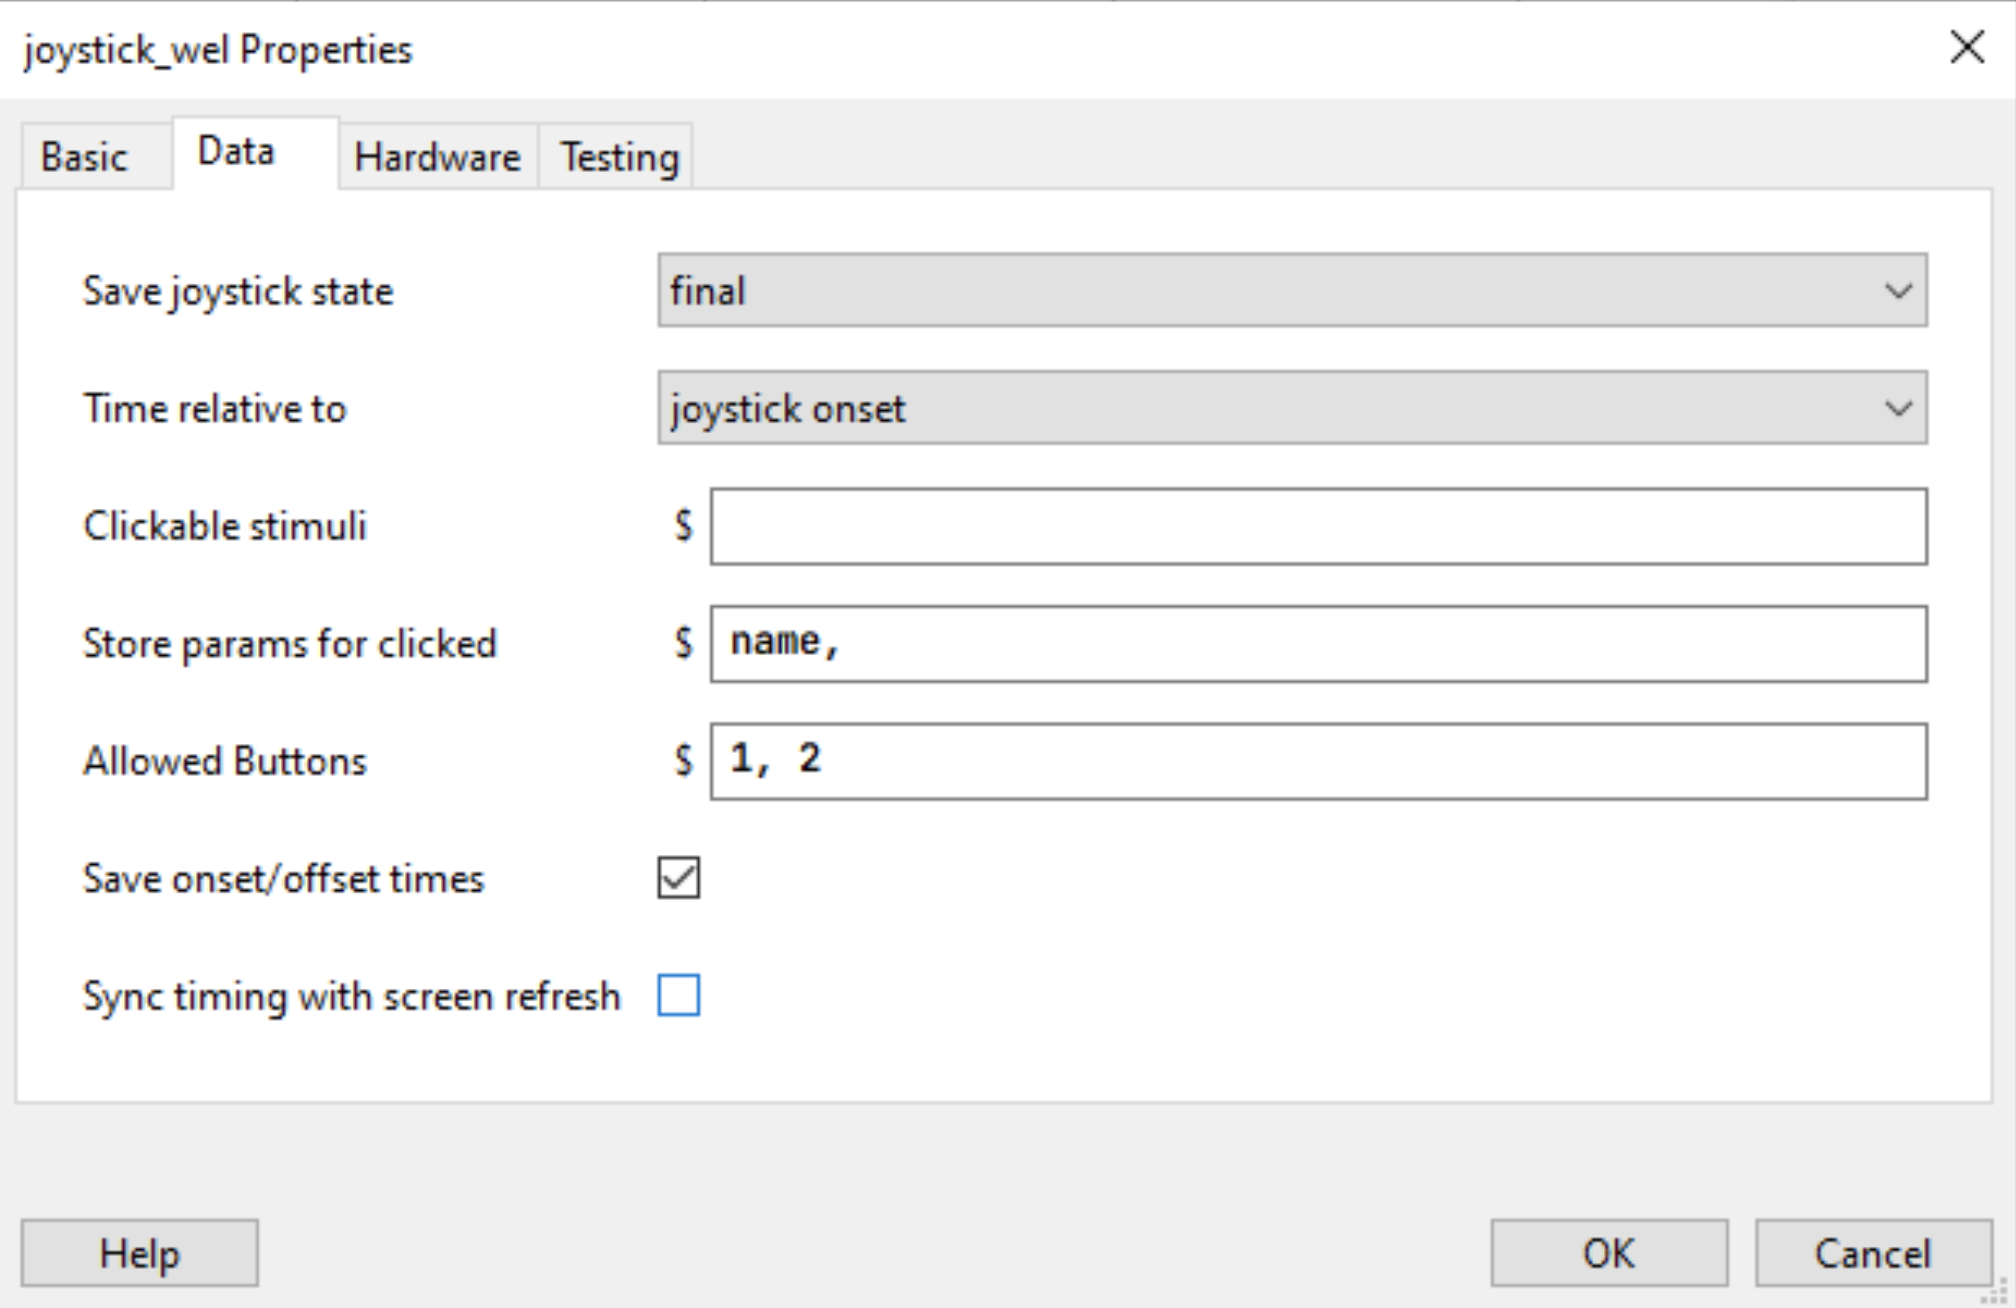 joystick_wel Properties
Basic Data Hardware Testing
Save joystick state final
Time relative to joystick onset
Clickable stimuli $
Store params for clicked $ name,
Allowed Buttons $ 1, 2
Save onset/offset times
Sync timing with screen refresh
Help OK Cancel